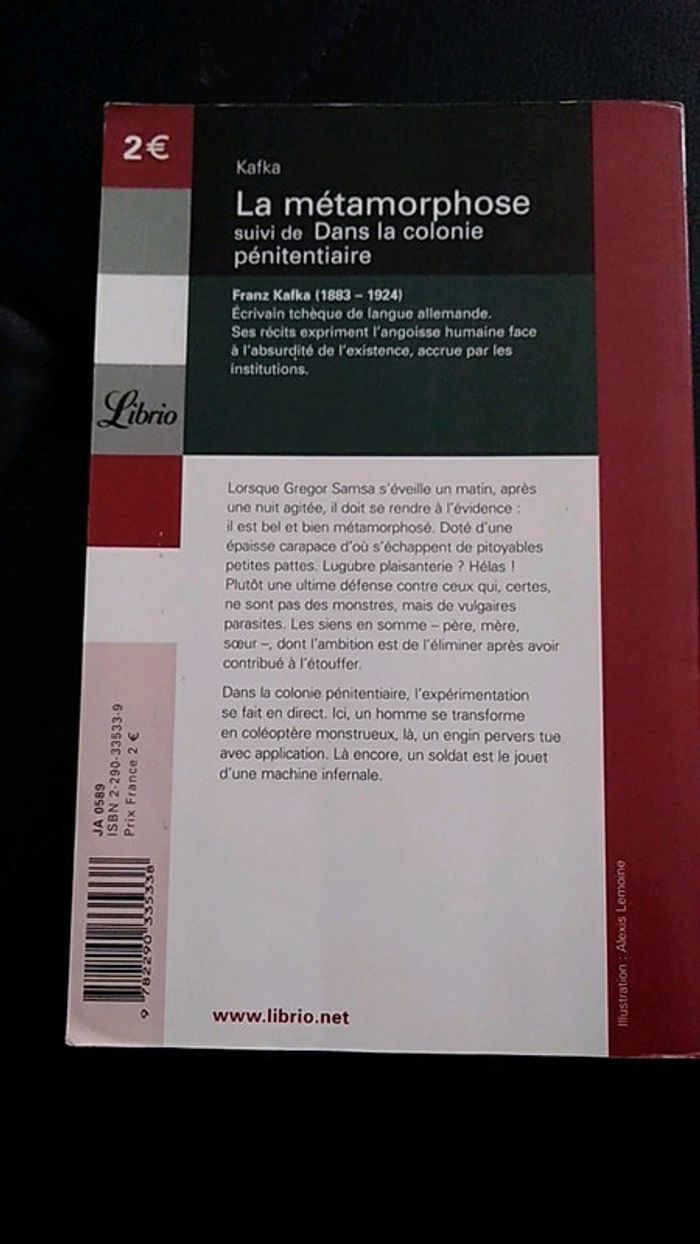 2€
Kafka
La métamorphose
suivi de Dans la colonie
pénitentiaire
Franz Kafka (1883 – 1924)
Écrivain tchèque de langue allemande.
Ses récits expriment l'angoisse humaine face
à l'absurdité de l'existence, accrue par les
institutions.
Librio
Lorsque Gregor Samsa s'éveille un matin, après
une nuit agitée, il doit se rendre à l'évidence :
il est bel et bien métamorphosé. Doté d'une
épaisse carapace d'où s'échappent de pitoyables
petites pattes. Lugubre plaisanterie ? Hélas !
Plutôt une ultime défense contre ceux qui, certes,
ne sont pas des monstres, mais de vulgaires
parasites. Les siens en somme – père, mère,
sœur –, dont l'ambition est de l'éliminer après avoir
contribué à l'étouffer.
Dans la colonie pénitentiaire, l'expérimentation
se fait en direct. Ici, un homme se transforme
en coléoptère monstrueux, là, un engin pervers tue
avec application. Là encore, un soldat est le jouet
d'une machine infernale.
JA 0589
ISBN 2-290-33533-9
Prix France 2 €
9 782290 335338
www.librio.net
Illustration : Alexis Lemoine